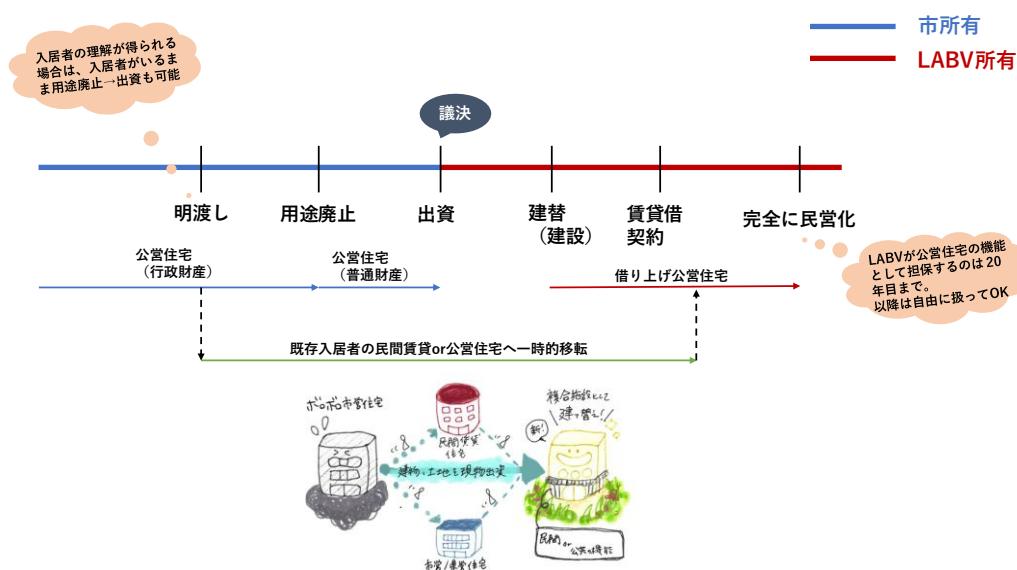 市所有
LABV所有
入居者の理解が得られる
場合は、入居者がいるま
ま用途廃止→出資も可能
議決
明渡し
用途廃止
出資
建替
（建設）
賃貸借
契約
完全に民営化
公営住宅
（行政財産）
公営住宅
（普通財産）
借り上げ公営住宅
LABVが公営住宅の機能
として担保するのは20
年目まで。
以降は自由に扱ってOK
既存入居者の民間賃貸or公営住宅へ一時的移転
ボロボロ市営住宅
民間賃貸
住宅
建物、土地を現物出資
市営/県営住宅
複合施設として
建て替え！
新！
民間 or
公共の機能